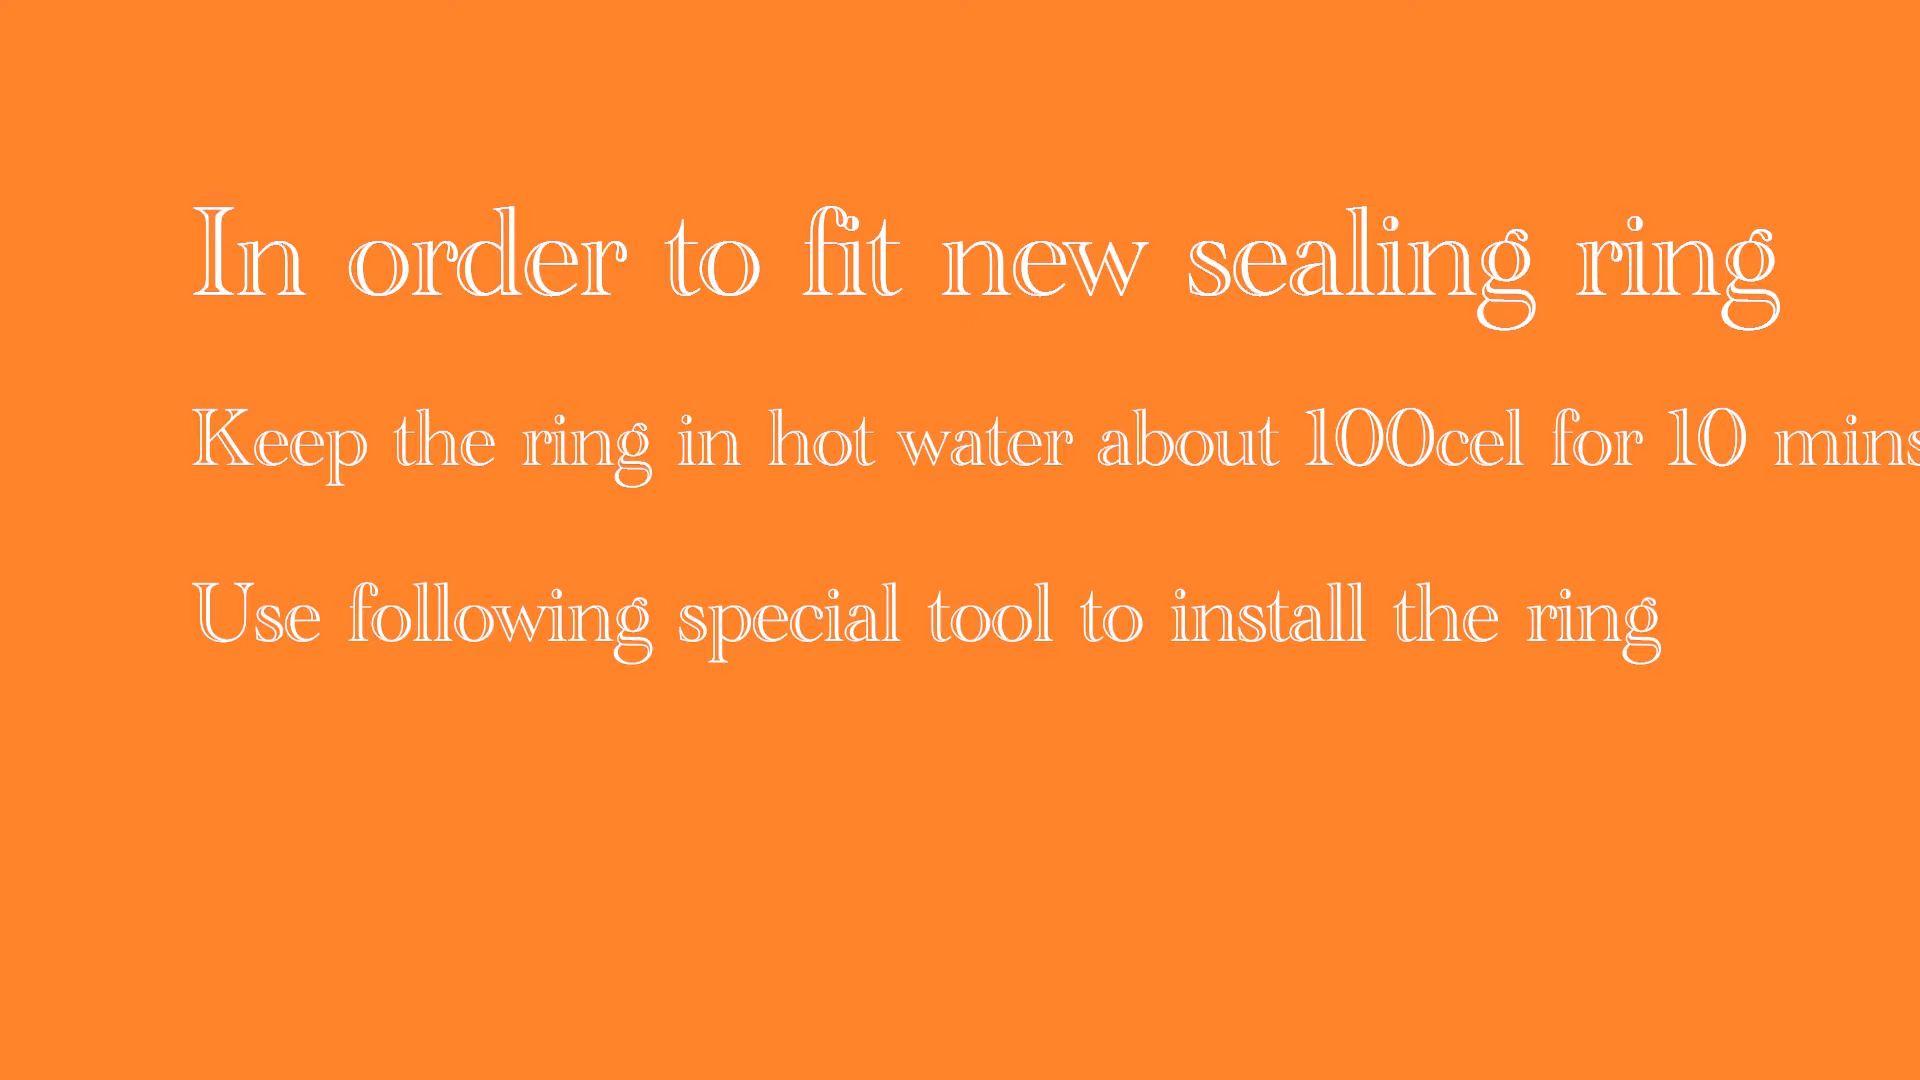 In order to fit new sealing ring
Keep the ring in hot water about 100cel for 10 mins
Use following special tool to install the ring